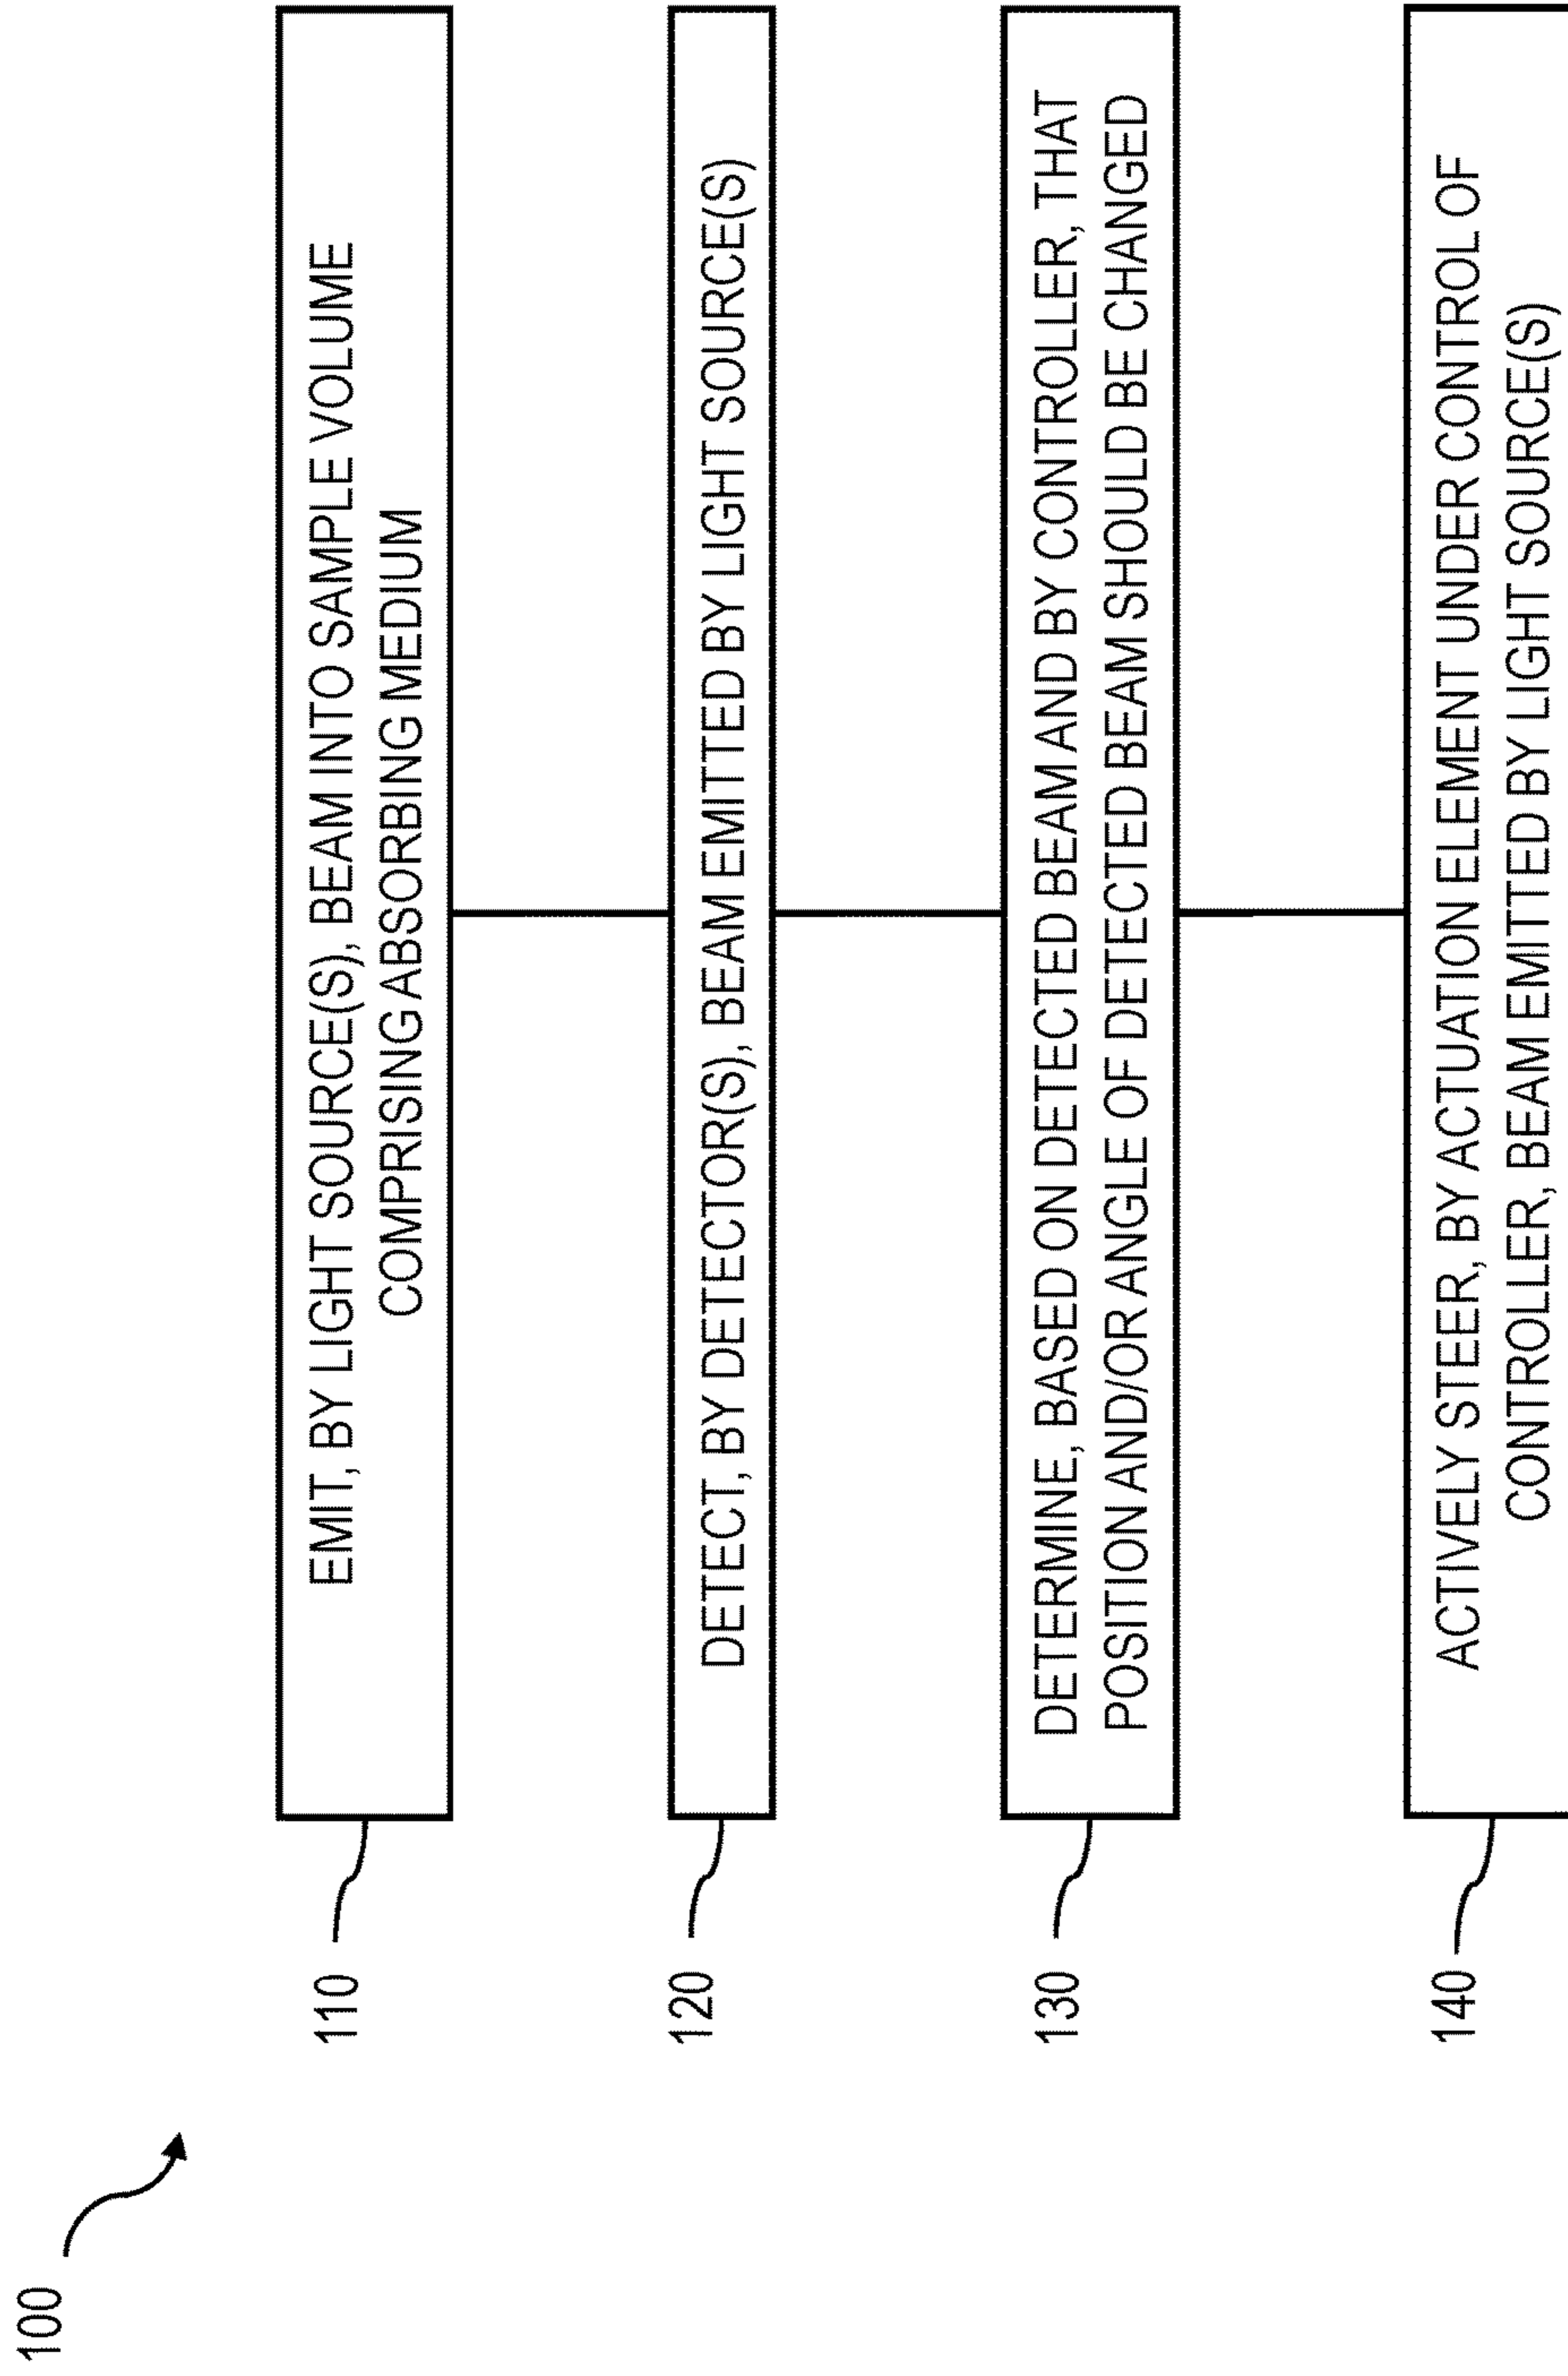 100
110
EMIT, BY LIGHT SOURCE(S), BEAM INTO SAMPLE VOLUME
COMPRISING ABSORBING MEDIUM
120
DETECT, BY DETECTOR(S), BEAM EMITTED BY LIGHT SOURCE(S)
130
DETERMINE, BASED ON DETECTED BEAM AND BY CONTROLLER, THAT
POSITION AND/OR ANGLE OF DETECTED BEAM SHOULD BE CHANGED
140
ACTIVELY STEER, BY ACTUATION ELEMENT UNDER CONTROL OF
CONTROLLER, BEAM EMITTED BY LIGHT SOURCE(S)